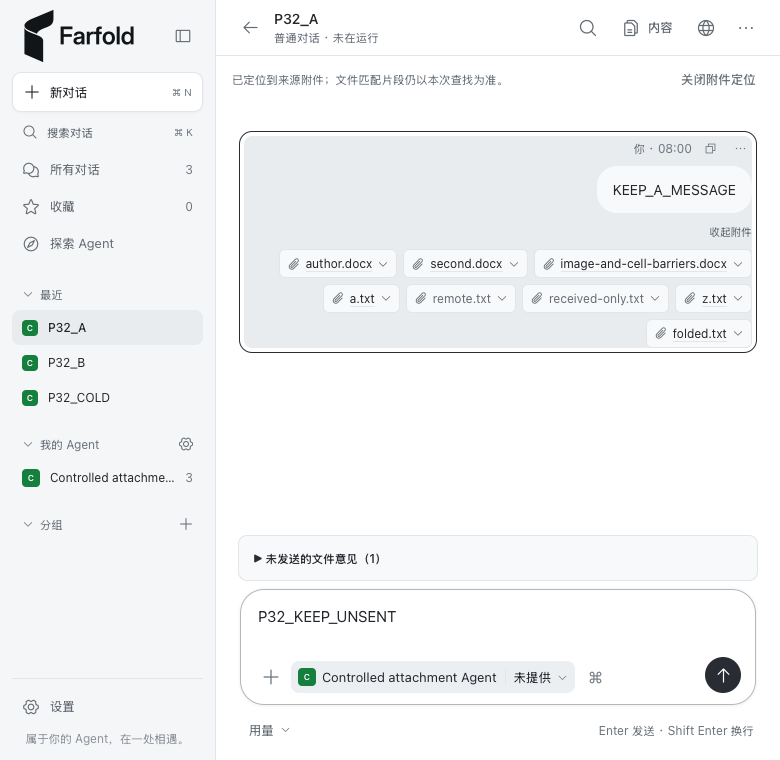 Farfold
新对话 ⌘ N
搜索对话 ⌘ K
所有对话 3
收藏 0
探索 Agent
最近
C P32_A
C P32_B
C P32_COLD
我的 Agent
C Controlled attachme... 3
分组
设置
属于你的 Agent，在一处相遇。
P32_A
普通对话 · 未在运行
内容
已定位到来源附件；文件匹配片段仍以本次查找为准。 关闭附件定位
你 · 08:00
KEEP_A_MESSAGE
收起附件
author.docx second.docx image-and-cell-barriers.docx
a.txt remote.txt received-only.txt z.txt
folded.txt
未发送的文件意见（1）
P32_KEEP_UNSENT
C Controlled attachment Agent 未提供 ⌘
用量 Enter 发送 · Shift Enter 换行